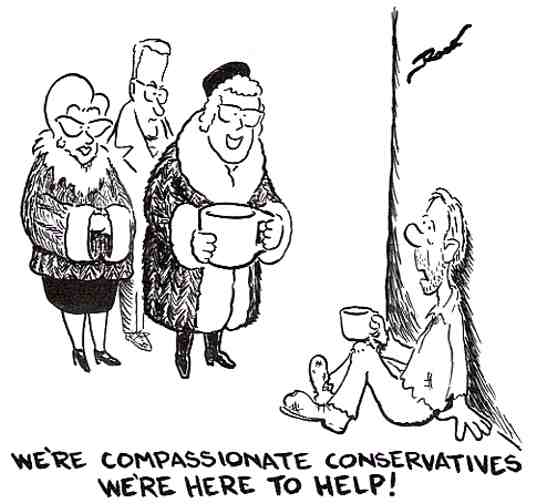 WE'RE COMPASSIONATE CONSERVATIVES
WE'RE HERE TO HELP!